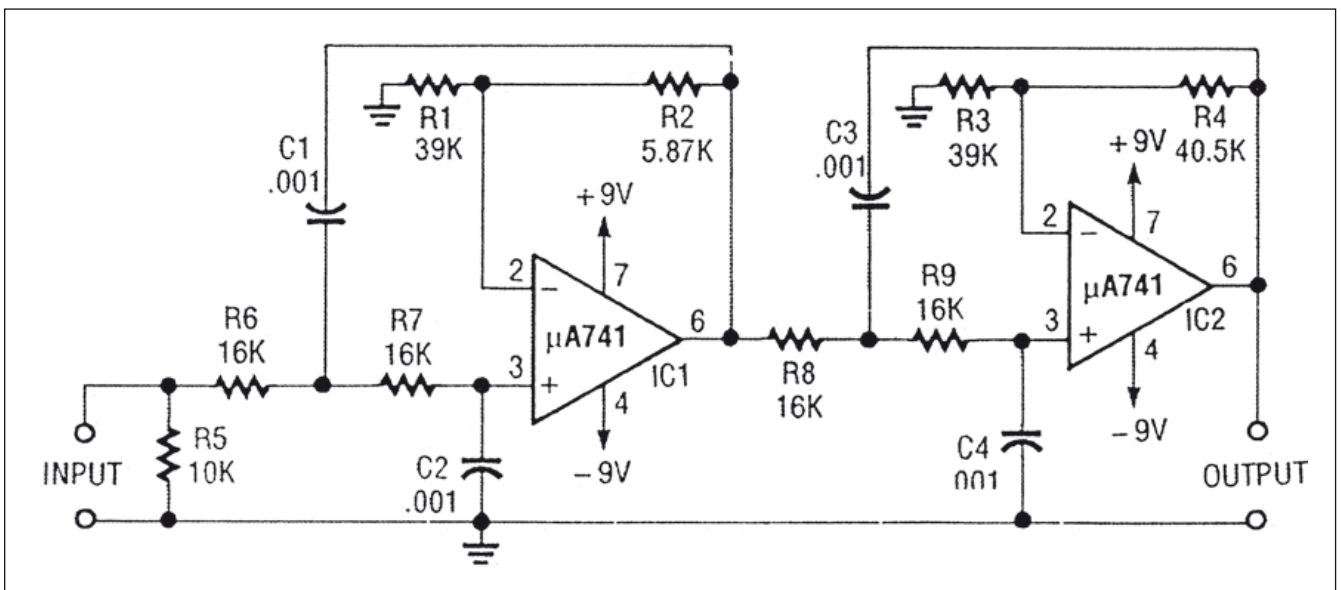 R1
39K
R2
5.87K
C1
.001
+9V
2
7
−
μA741
6
3
+
4
IC1
−9V
R6
16K
R7
16K
R5
10K
INPUT
C2
.001
R3
39K
R4
40.5K
C3
.001
+9V
2
7
−
μA741
6
3
+
4
IC2
−9V
R9
16K
R8
16K
C4
001
OUTPUT